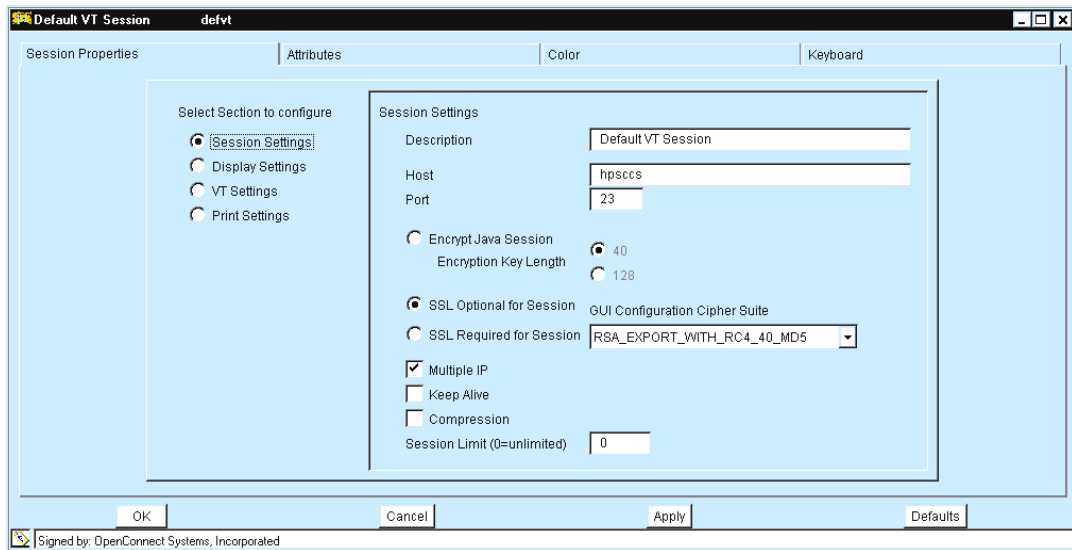 Default VT Session defvt
Session Properties Attributes Color Keyboard
Select Section to configure
Session Settings
Display Settings
VT Settings
Print Settings
Session Settings
Description Default VT Session
Host hpsccs
Port 23
Encrypt Java Session
Encryption Key Length
40
128
SSL Optional for Session
SSL Required for Session
GUI Configuration Cipher Suite
RSA_EXPORT_WITH_RC4_40_MD5
Multiple IP
Keep Alive
Compression
Session Limit (0=unlimited) 0
OK Cancel Apply Defaults
Signed by: OpenConnect Systems, Incorporated